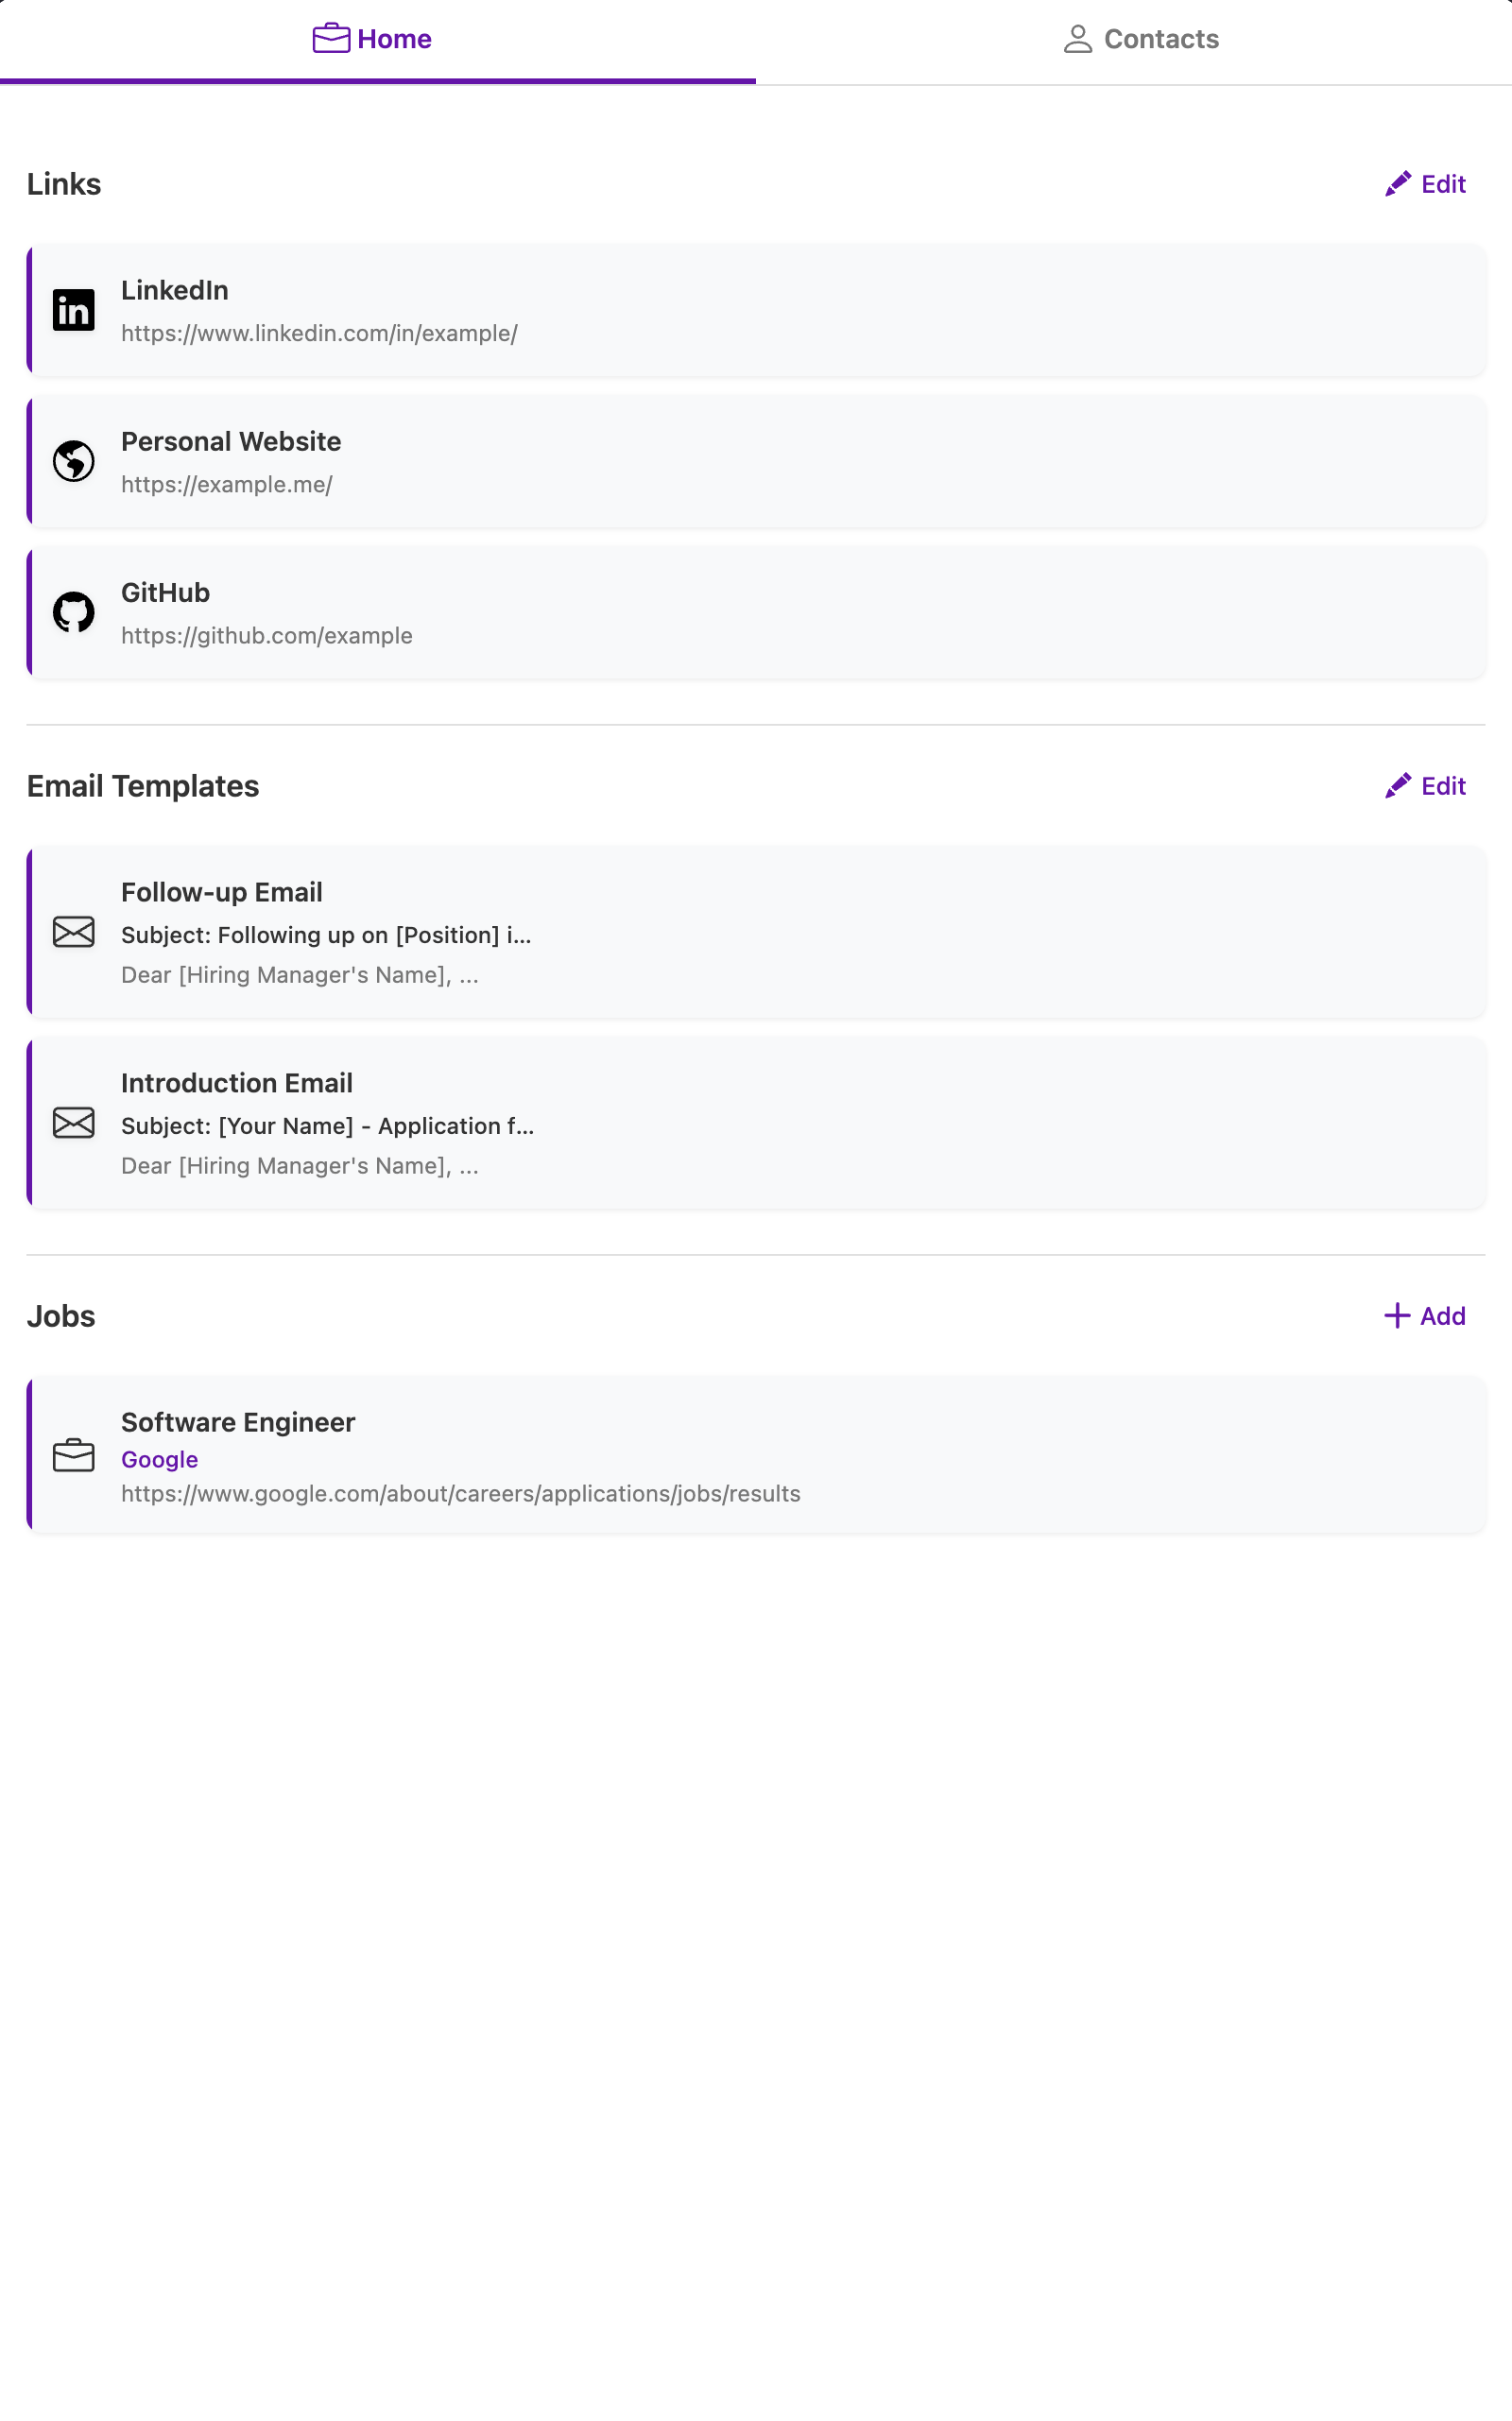 Home
Contacts
Links
Edit
LinkedIn
https://www.linkedin.com/in/example/
Personal Website
https://example.me/
GitHub
https://github.com/example
Email Templates
Edit
Follow-up Email
Subject: Following up on [Position] i...
Dear [Hiring Manager's Name], ...
Introduction Email
Subject: [Your Name] - Application f...
Dear [Hiring Manager's Name], ...
Jobs
Add
Software Engineer
Google
https://www.google.com/about/careers/applications/jobs/results